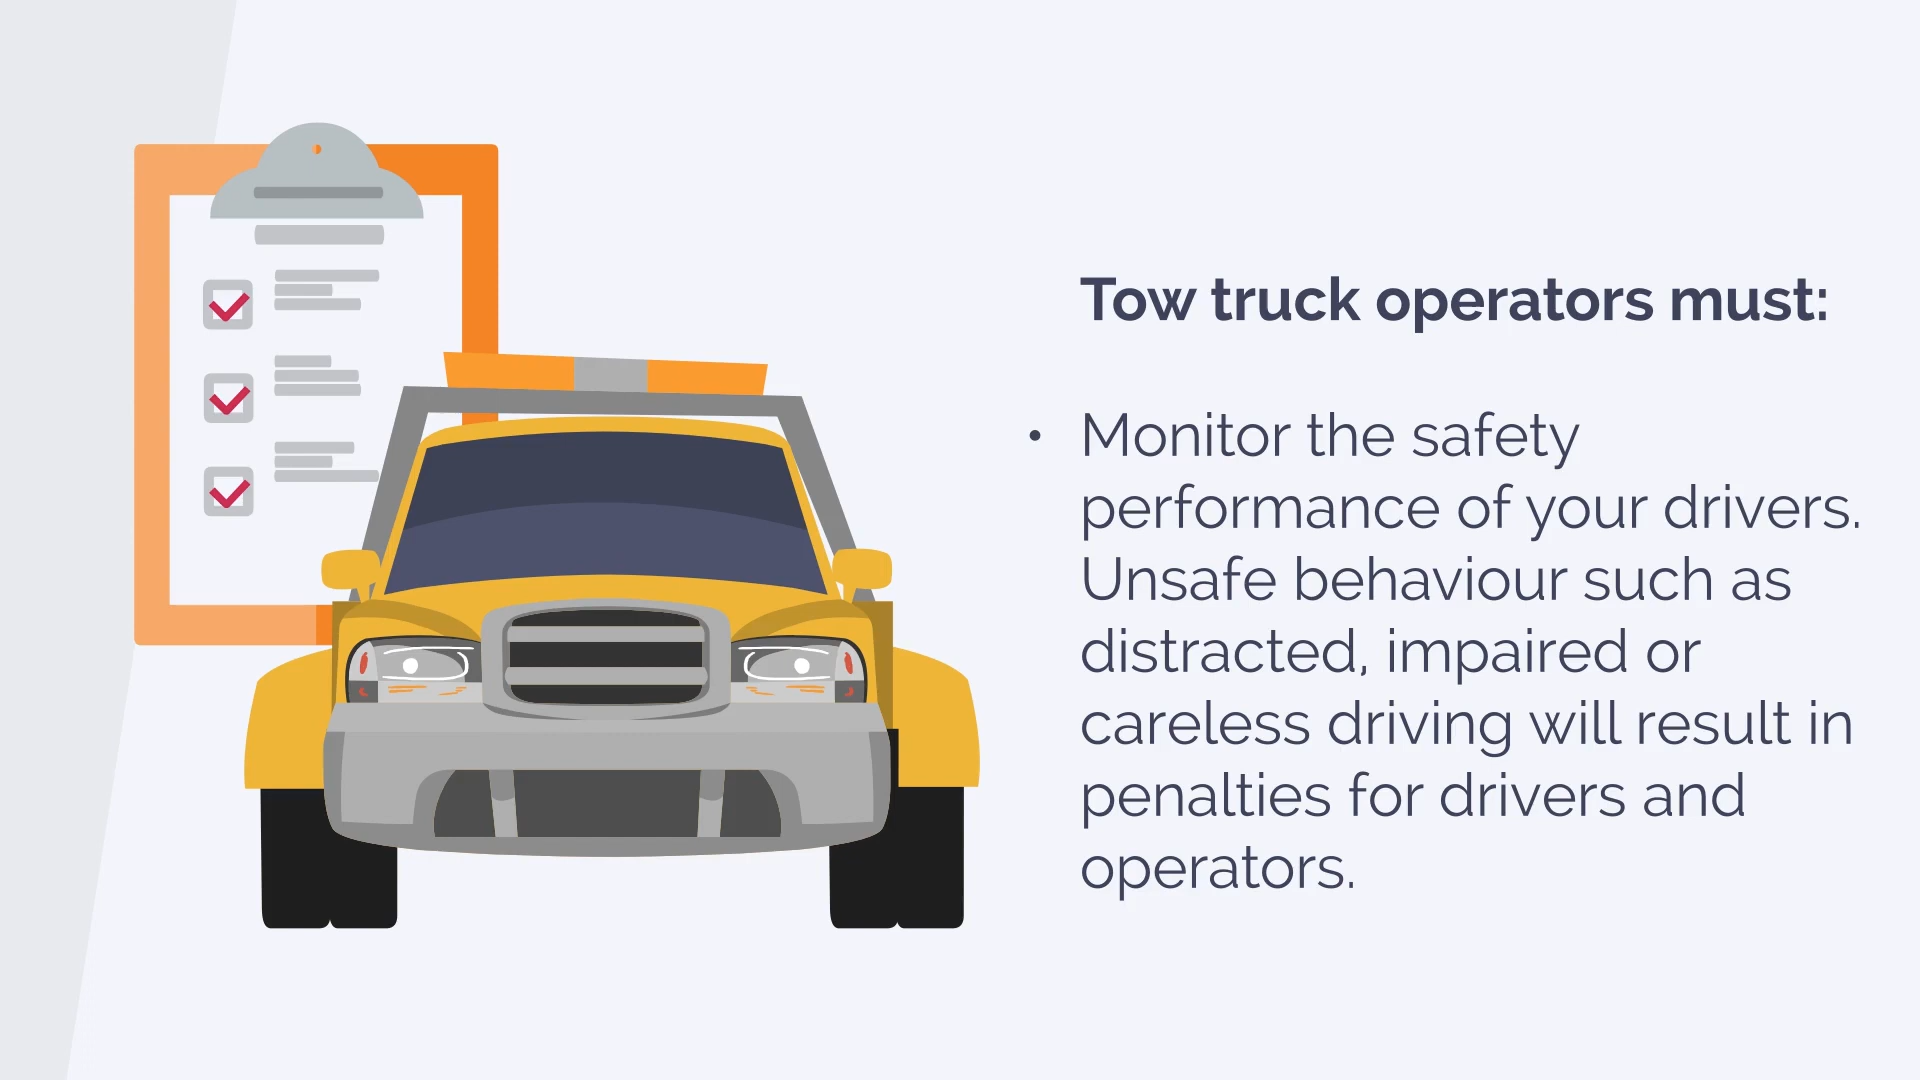 Tow truck operators must:
• Monitor the safety
performance of your drivers.
Unsafe behaviour such as
distracted, impaired or
careless driving will result in
penalties for drivers and
operators.